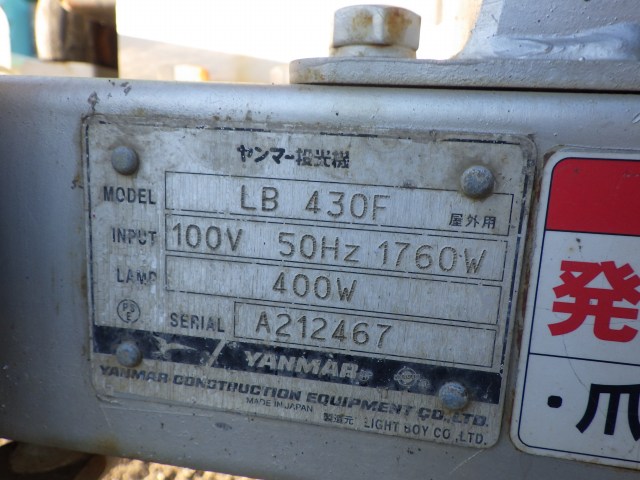 ヤンマー投光機
MODEL LB 430F 屋外用
INPUT 100V 50Hz 1760W
LAMP 400W
SERIAL A212467
YANMAR
YANMAR CONSTRUCTION EQUIPMENT CO.,LTD.
MADE IN JAPAN
製造元 LIGHT BOY CO.,LTD.
発
・爪